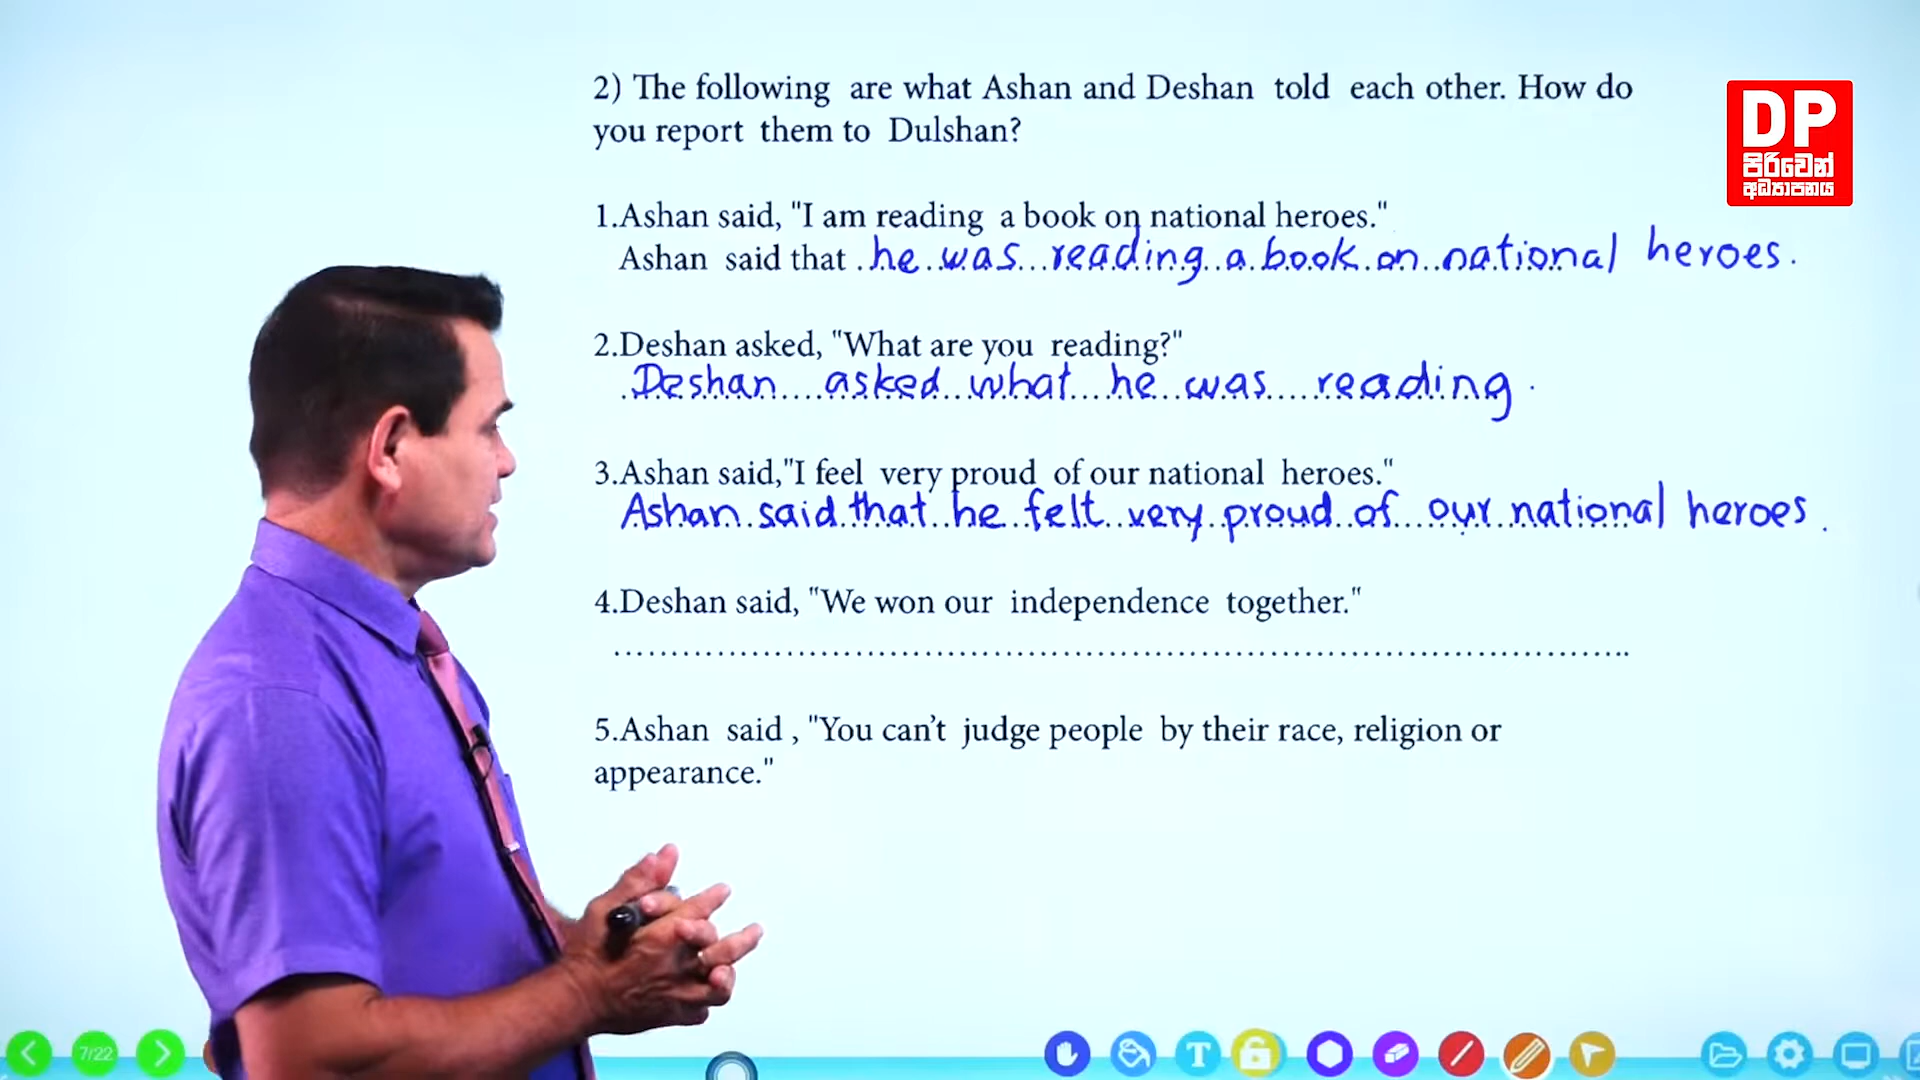 2) The following are what Ashan and Deshan told each other. How do
you report them to Dulshan?
DP
පිරිවෙන්
අධ්‍යාපනය
1.Ashan said, "I am reading a book on national heroes."
Ashan said that he was reading a book on national heroes.
2.Deshan asked, "What are you reading?"
Deshan asked what he was reading.
3.Ashan said,"I feel very proud of our national heroes."
Ashan said that he felt very proud of our national heroes.
4.Deshan said, "We won our independence together."
5.Ashan said , "You can't judge people by their race, religion or
appearance."
7/22
T